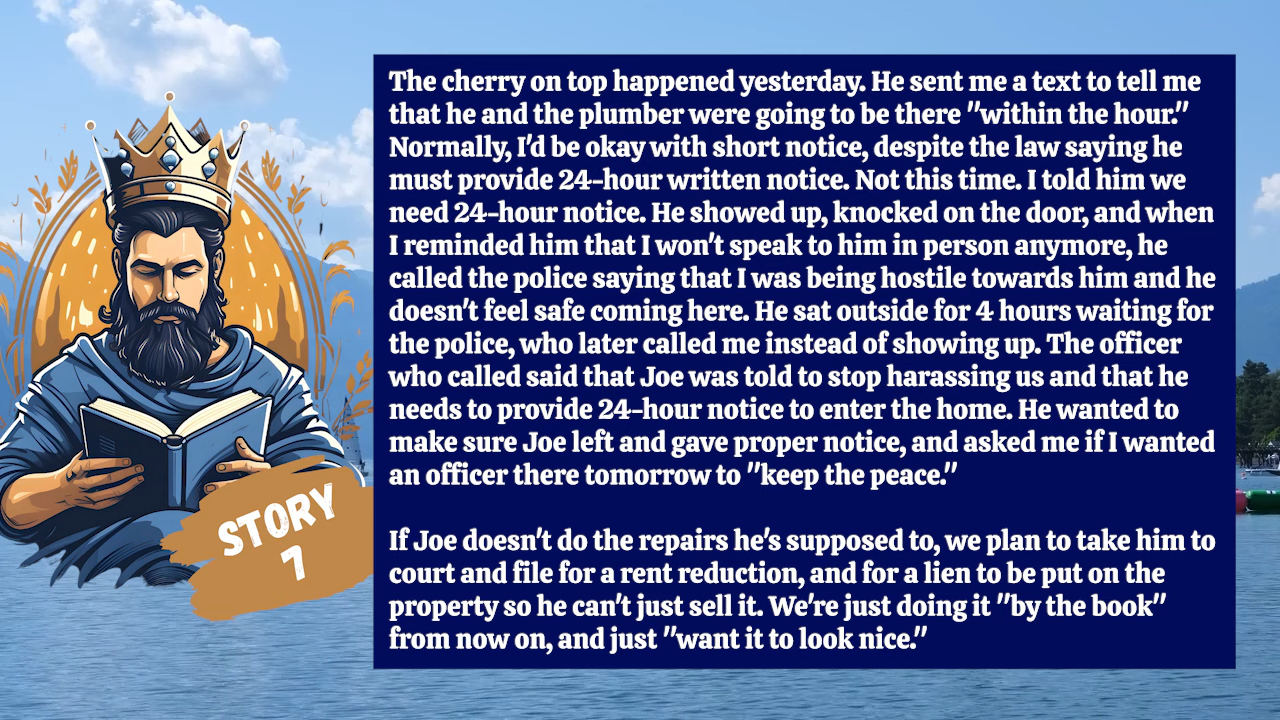 The cherry on top happened yesterday. He sent me a text to tell me
that he and the plumber were going to be there "within the hour."
Normally, I'd be okay with short notice, despite the law saying he
must provide 24-hour written notice. Not this time. I told him we
need 24-hour notice. He showed up, knocked on the door, and when
I reminded him that I won't speak to him in person anymore, he
called the police saying that I was being hostile towards him and he
doesn't feel safe coming here. He sat outside for 4 hours waiting for
the police, who later called me instead of showing up. The officer
who called said that Joe was told to stop harassing us and that he
needs to provide 24-hour notice to enter the home. He wanted to
make sure Joe left and gave proper notice, and asked me if I wanted
an officer there tomorrow to "keep the peace."
If Joe doesn't do the repairs he's supposed to, we plan to take him to
court and file for a rent reduction, and for a lien to be put on the
property so he can't just sell it. We're just doing it "by the book"
from now on, and just "want it to look nice."
STORY
7